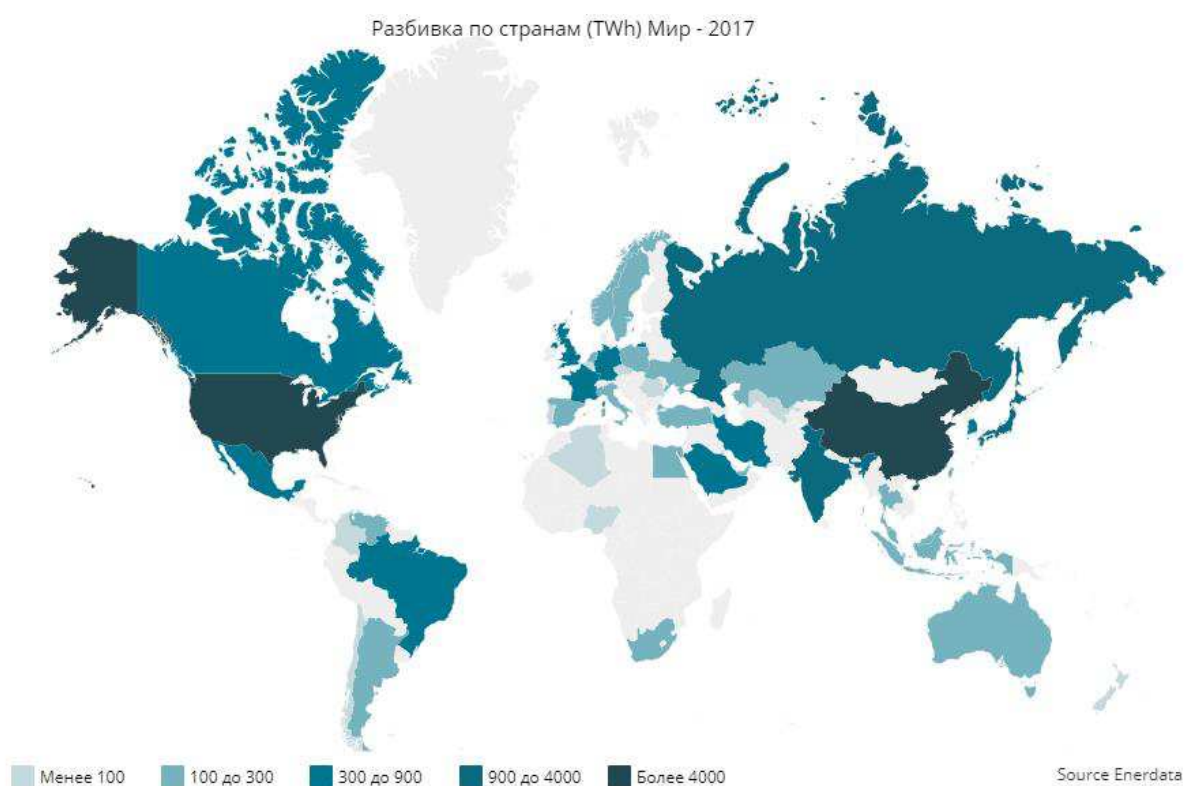 Разбивка по странам (TWh) Мир - 2017
Менее 100
100 до 300
300 до 900
900 до 4000
Более 4000
Source Enerdata